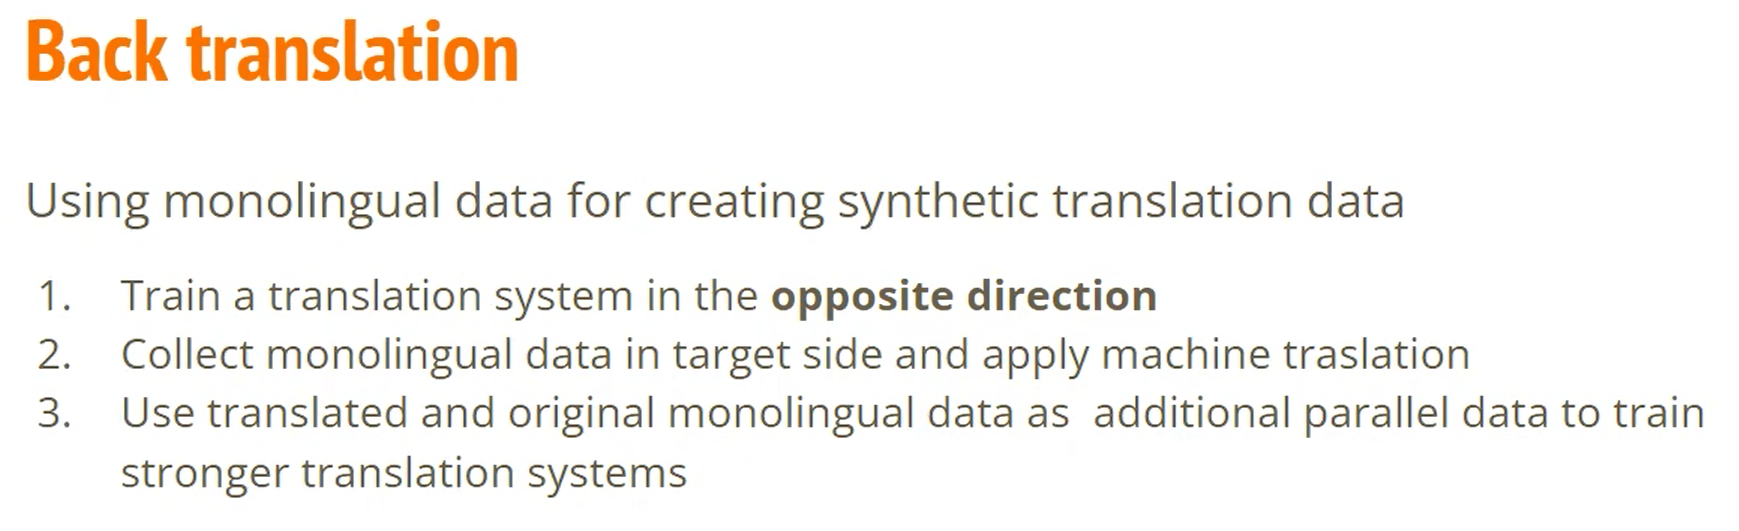 Back translation
Using monolingual data for creating synthetic translation data
1. Train a translation system in the opposite direction
2. Collect monolingual data in target side and apply machine traslation
3. Use translated and original monolingual data as  additional parallel data to train
stronger translation systems